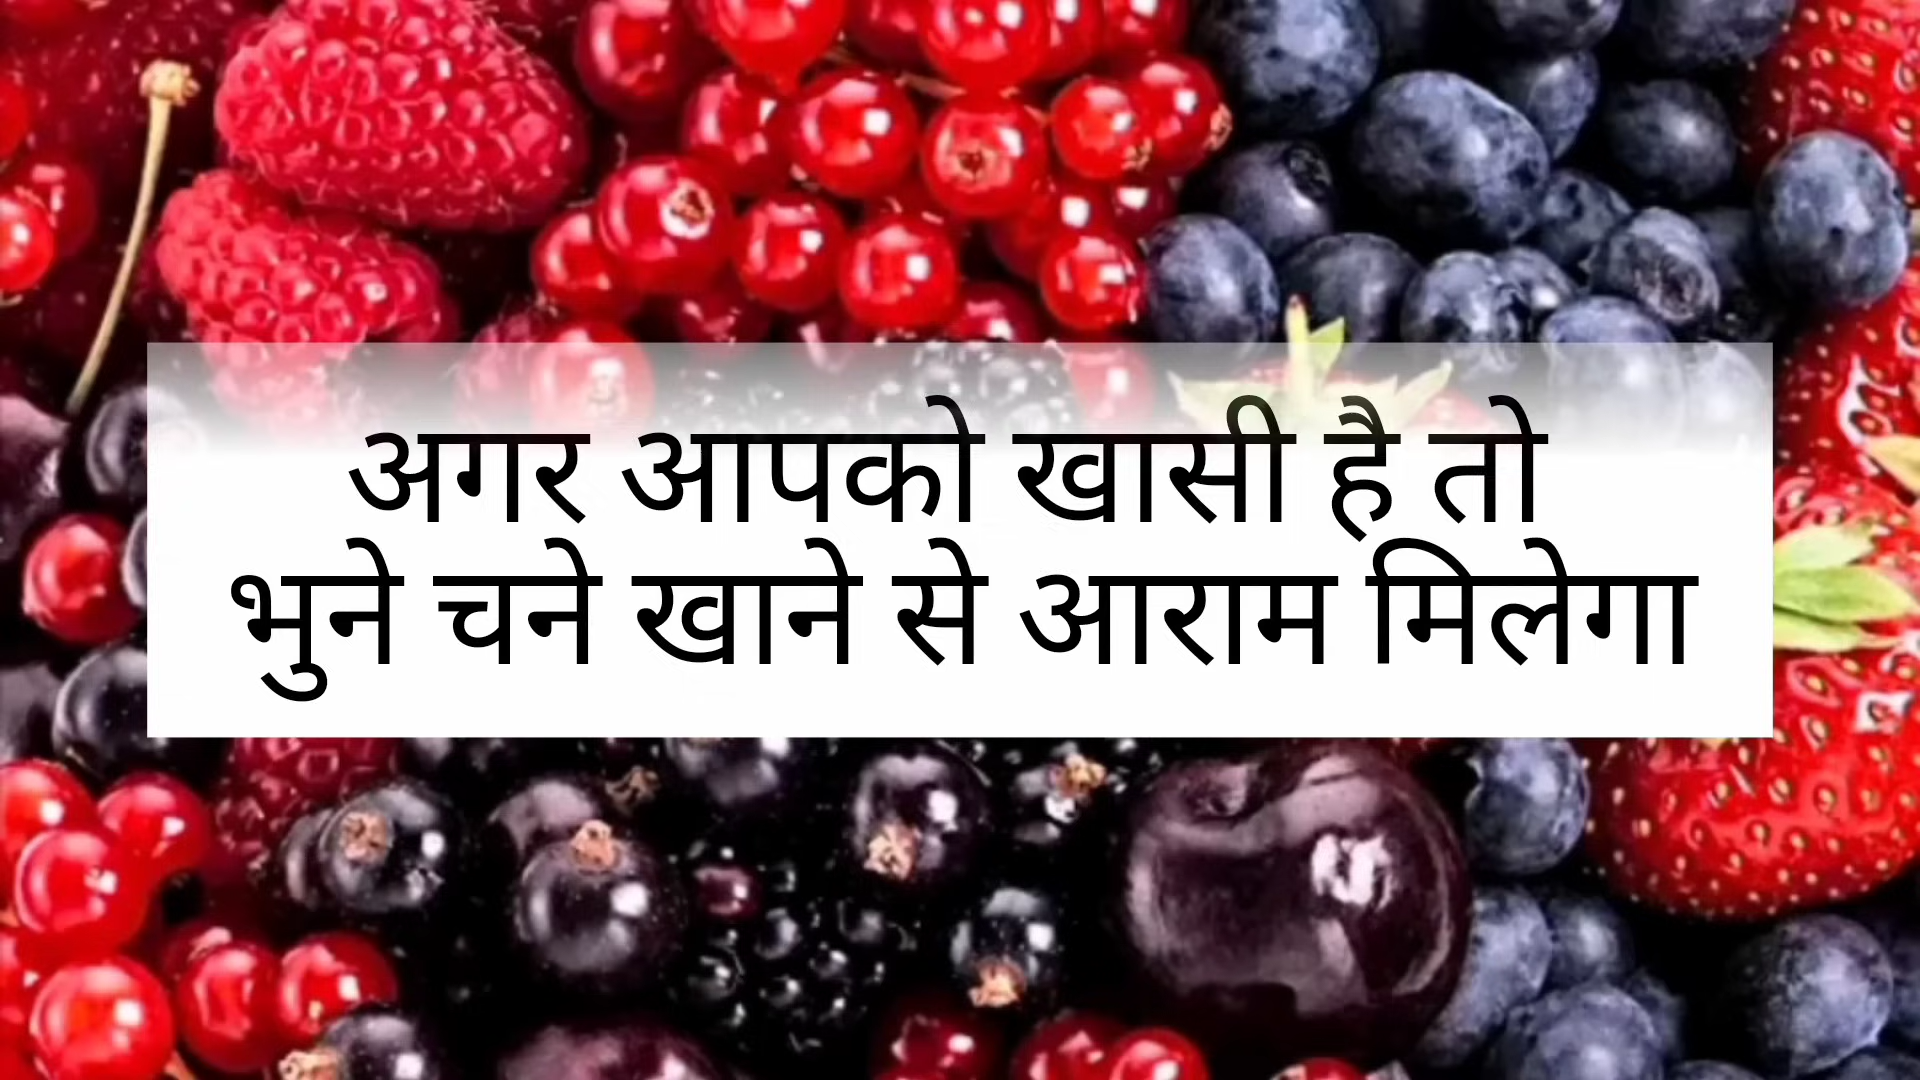 अगर आपको खासी है तो
भुने चने खाने से आराम मिलेगा